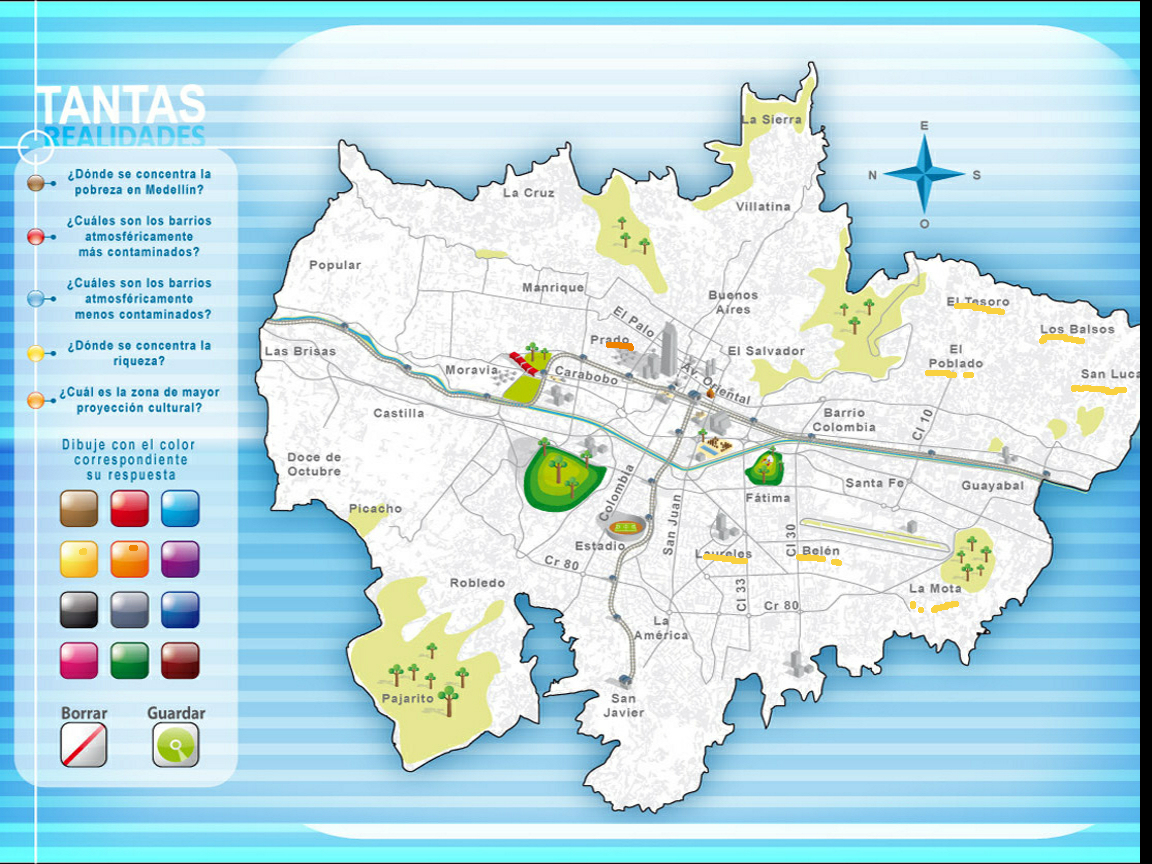 TANTAS
REALIDADES
¿Dónde se concentra la
pobreza en Medellín?
¿Cuáles son los barrios
atmosféricamente
más contaminados?
¿Cuáles son los barrios
atmosféricamente
menos contaminados?
¿Dónde se concentra la
riqueza?
¿Cuál es la zona de mayor
proyección cultural?
Dibuje con el color
correspondiente
su respuesta
Borrar
Guardar
E
N
S
O
La Sierra
La Cruz
Villatina
Popular
Manrique
Buenos
Aires
El Palo
Prado
El Tesoro
Los Balsos
Las Brisas
El Salvador
El
Poblado
Moravia
Carabobo
Av. Oriental
San Luca
Castilla
Barrio
Colombia
Cl 10
Doce de
Octubre
Colombia
Fátima
Santa Fe
Guayabal
Picacho
San Juan
Estadio
Laureles
Cl 30
Belén
Cr 80
Robledo
Cl 33
La Mota
Cr 80
La
América
Pajarito
San
Javier